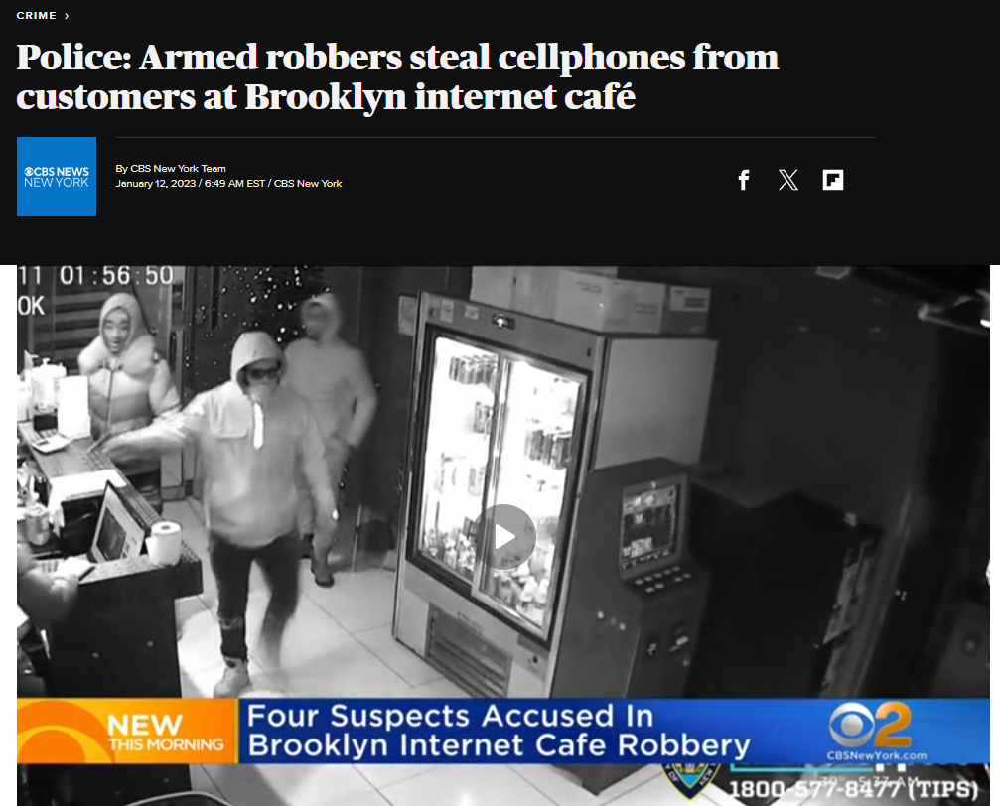 CRIME
Police: Armed robbers steal cellphones from
customers at Brooklyn internet café
CBS NEWS
NEW YORK
By CBS New York Team
January 12, 2023 / 6:49 AM EST / CBS New York
11 01:56:50
OK
NEW
THIS MORNING
Four Suspects Accused In
Brooklyn Internet Cafe Robbery
2
CBSNewYork.com
1800-577-8477 (TIPS)